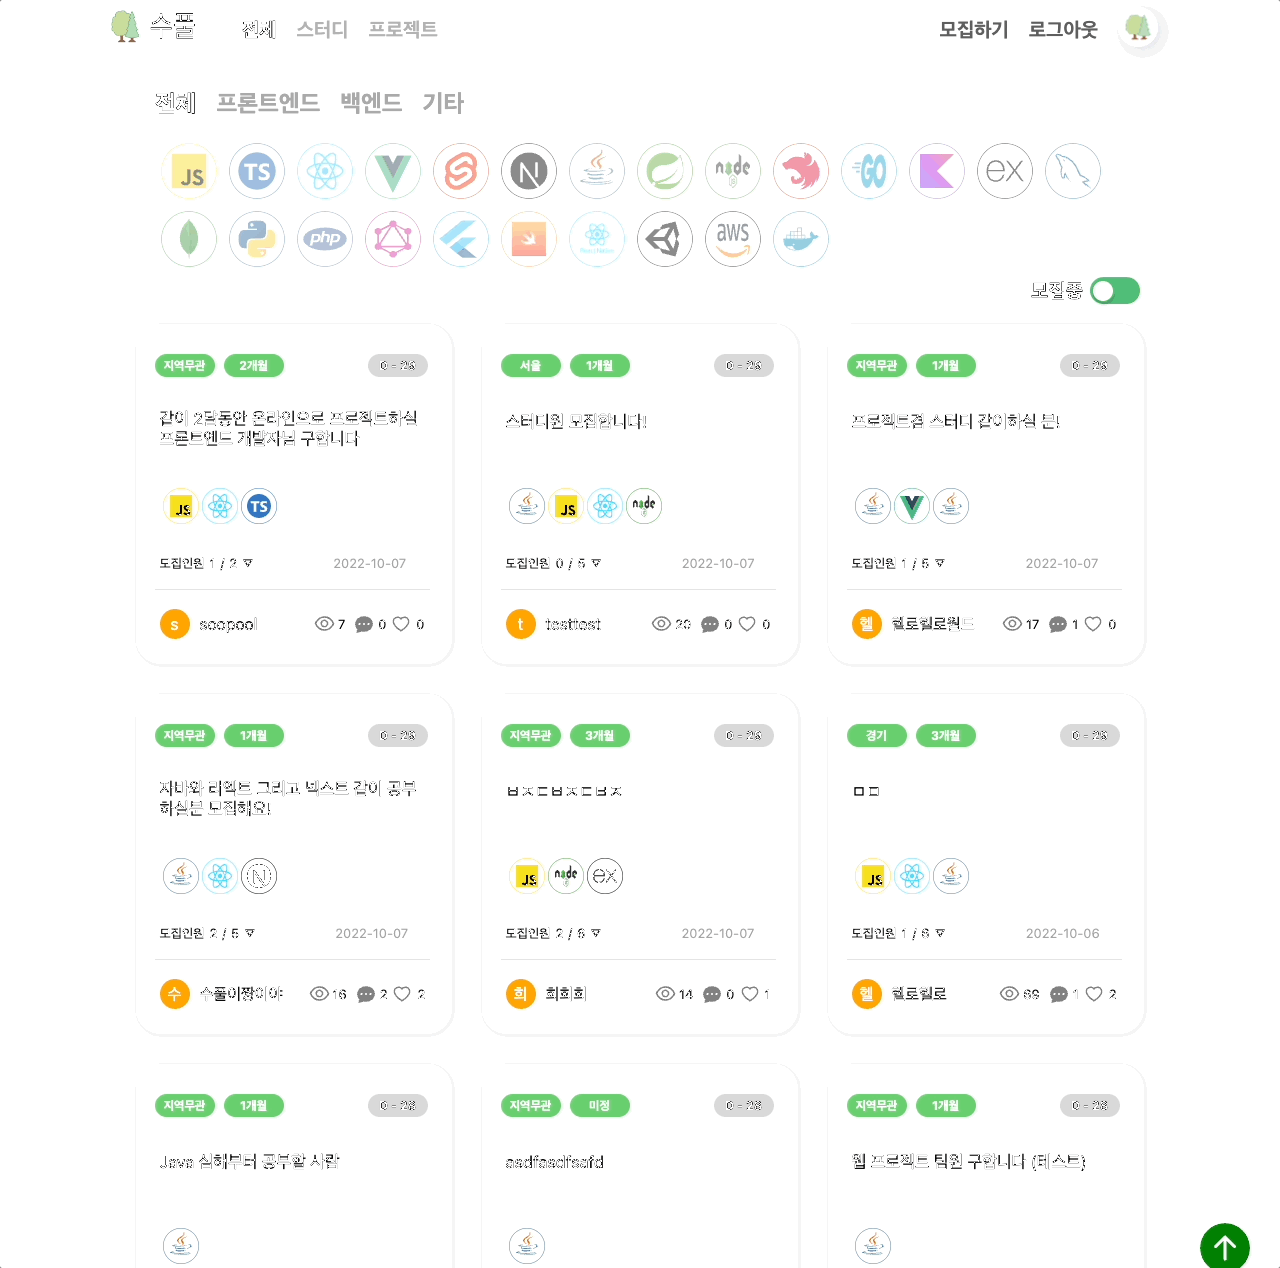 수풀 전체 스터디 프로젝트 모집하기 로그아웃
전체 프론트엔드 백엔드 기타
JS TS N node GO ex
php React Native aws
모집중
지역무관 2개월 D - 29
같이 2달동안 온라인으로 프로젝트하실
프론트엔드 개발자님 구합니다
JS TS
모집인원 1 / 2 ▽ 2022-10-07
s soopool 7 0 0
서울 1개월 D - 29
스터디원 모집합니다!
JS node
모집인원 0 / 5 ▽ 2022-10-07
t testtest 20 0 0
지역무관 1개월 D - 29
프로젝트겸 스터디 같이하실 분!
모집인원 1 / 5 ▽ 2022-10-07
헬 헬로헬로월드 17 1 0
지역무관 1개월 D - 29
자바와 리액트 그리고 넥스트 같이 공부
하실분 모집해요!
N
모집인원 2 / 5 ▽ 2022-10-07
수 수풀이짱이야 16 2 2
지역무관 3개월 D - 29
ㅂㅈㄷㅂㅈㄷㅂㅈ
JS node ex
모집인원 2 / 6 ▽ 2022-10-07
희 희희희 14 0 1
경기 3개월 D - 29
ㅁㅁ
JS
모집인원 1 / 6 ▽ 2022-10-06
헬 헬로헬로 69 1 2
지역무관 1개월 D - 28
Java 심해부터 공부할 사람
지역무관 미정 D - 28
asdfasdfsafd
지역무관 1개월 D - 28
웹 프로젝트 팀원 구합니다 (테스트)